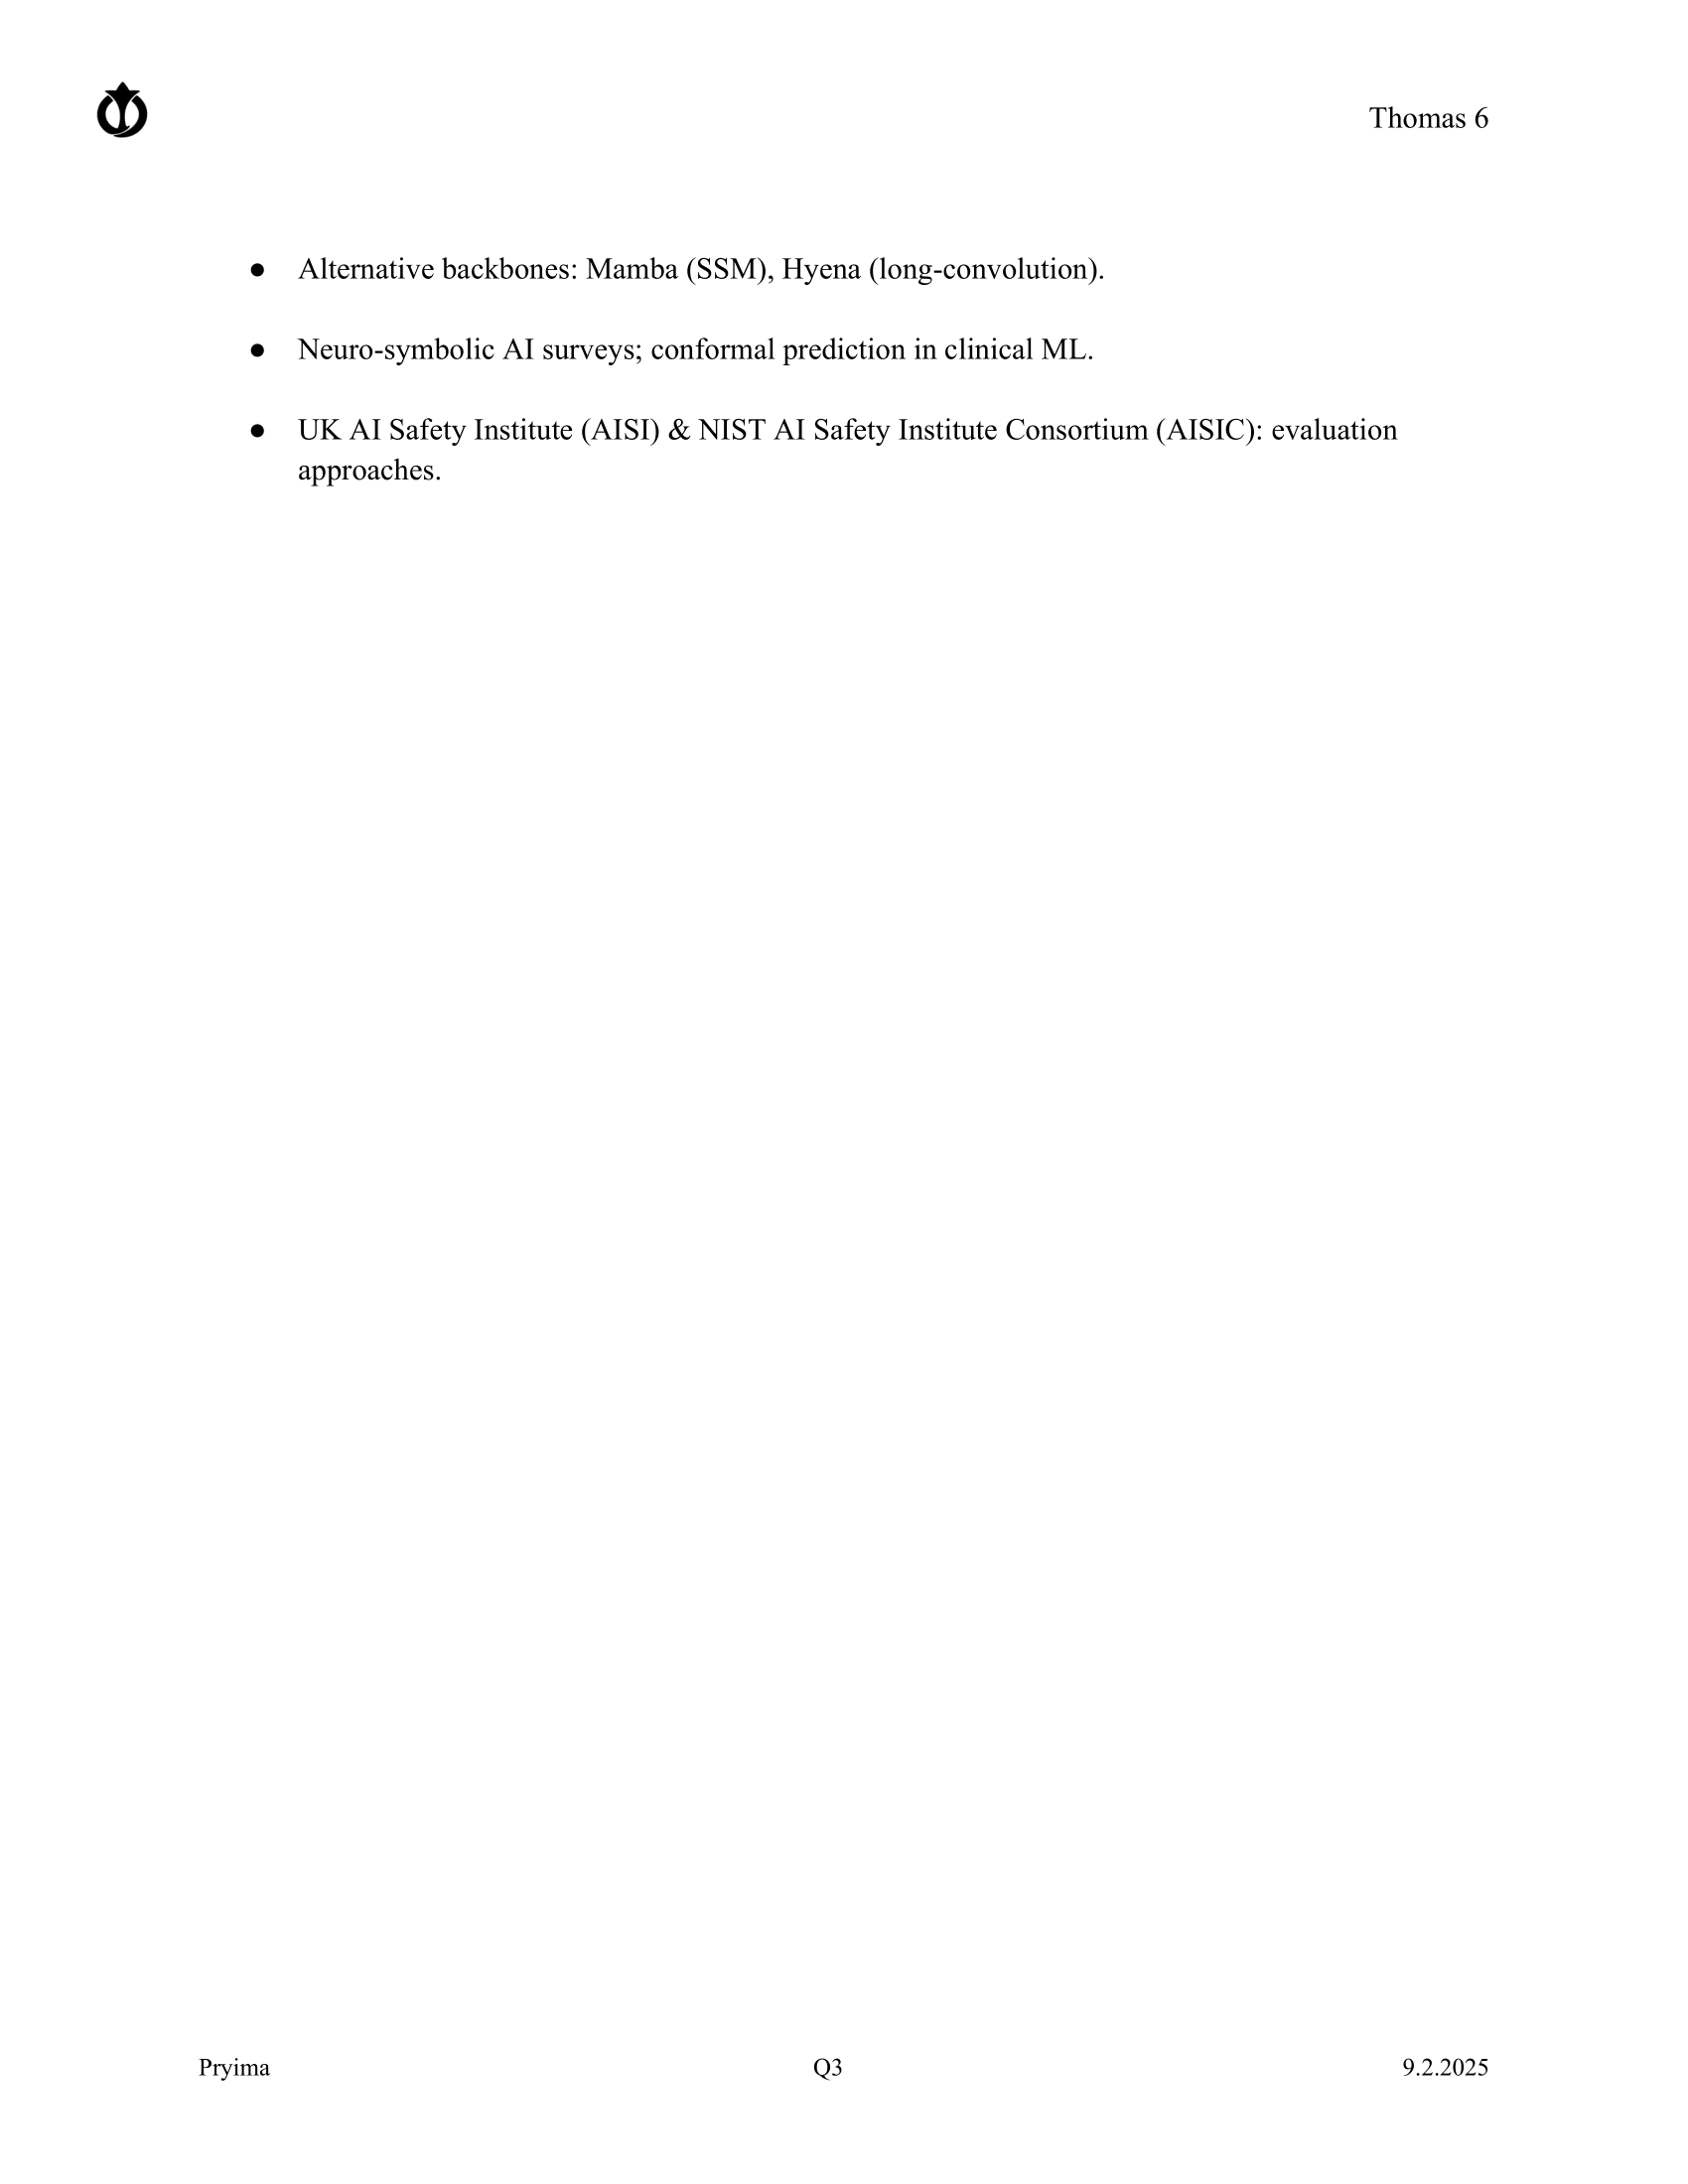 Thomas 6
● Alternative backbones: Mamba (SSM), Hyena (long-convolution).
● Neuro-symbolic AI surveys; conformal prediction in clinical ML.
● UK AI Safety Institute (AISI) & NIST AI Safety Institute Consortium (AISIC): evaluation
approaches.
Pryima Q3 9.2.2025